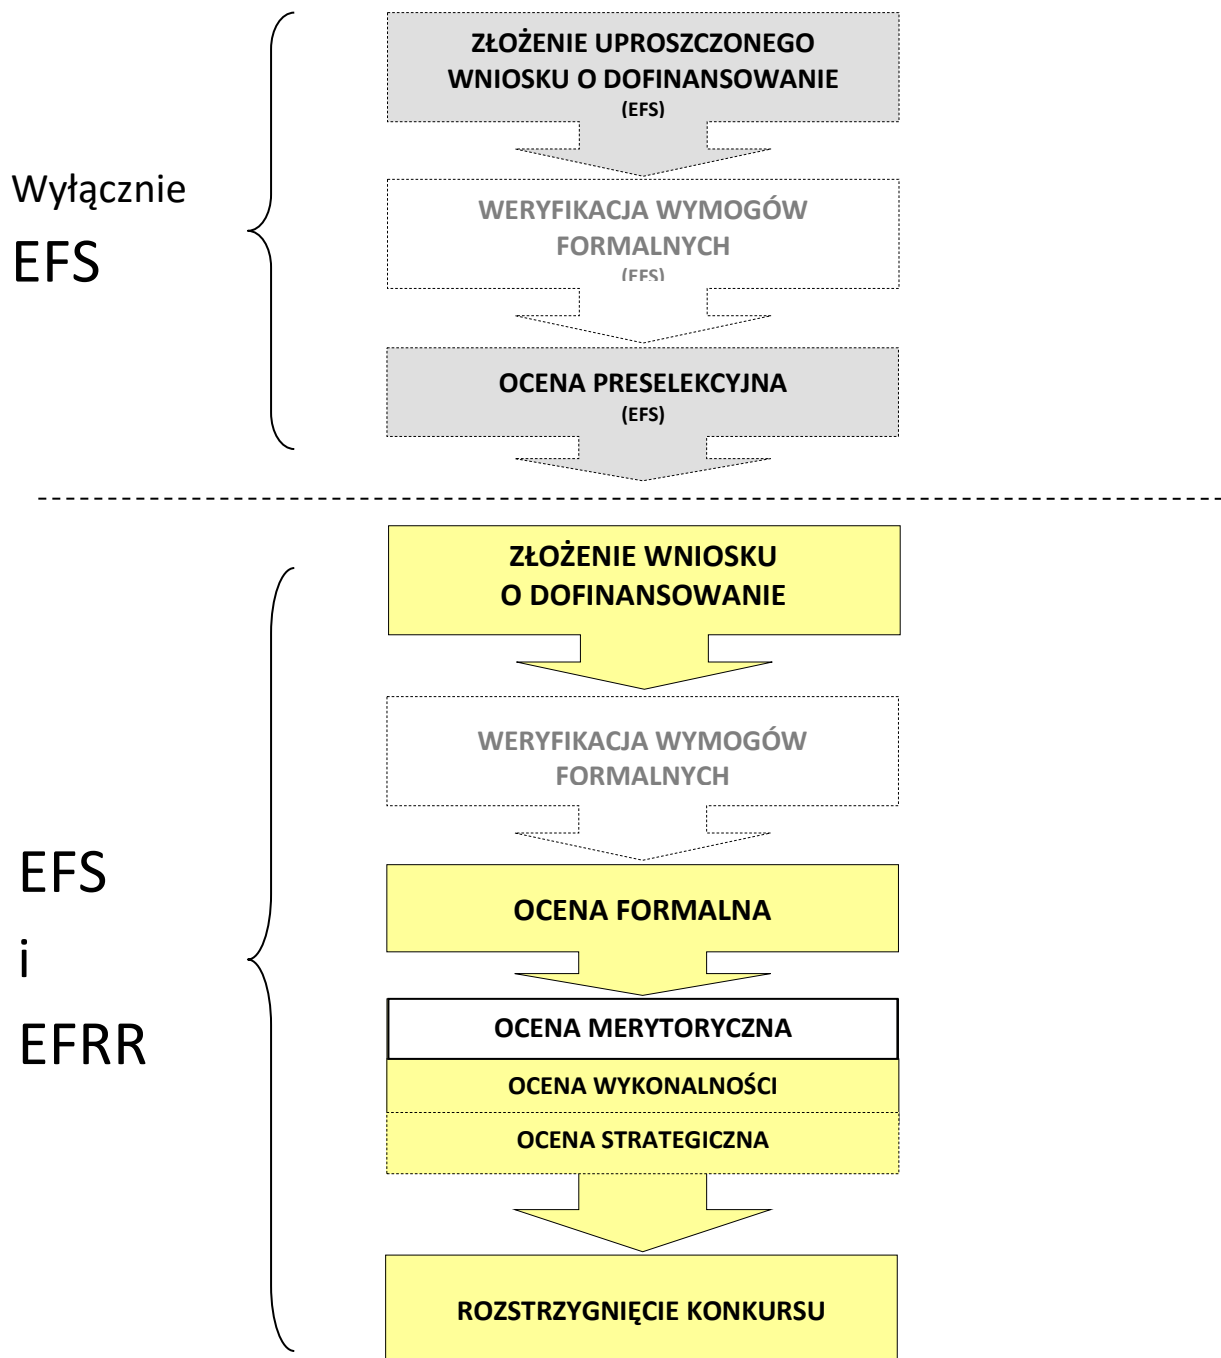 ZŁOŻENIE UPROSZCZONEGO
WNIOSKU O DOFINANSOWANIE
(EFS)
Wyłącznie
EFS
WERYFIKACJA WYMOGÓW
FORMALNYCH
(EFS)
OCENA PRESELEKCYJNA
(EFS)
ZŁOŻENIE WNIOSKU
O DOFINANSOWANIE
WERYFIKACJA WYMOGÓW
FORMALNYCH
EFS
i
EFRR
OCENA FORMALNA
OCENA MERYTORYCZNA
OCENA WYKONALNOŚCI
OCENA STRATEGICZNA
ROZSTRZYGNIĘCIE KONKURSU